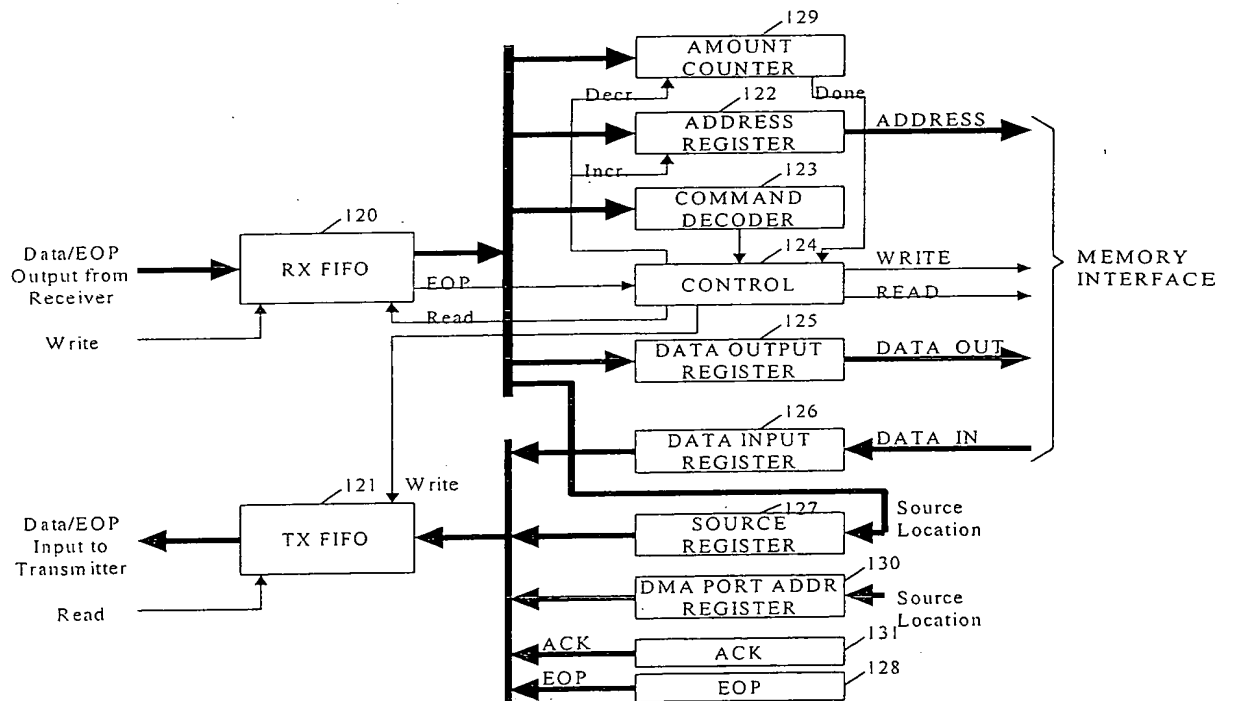 129
AMOUNT
COUNTER
Decr.
Done
122
ADDRESS
REGISTER
ADDRESS
Incr.
123
COMMAND
DECODER
120
RX FIFO
Data/EOP
Output from
Receiver
Write
EOP
Read
124
CONTROL
WRITE
READ
MEMORY
INTERFACE
125
DATA OUTPUT
REGISTER
DATA OUT
126
DATA INPUT
REGISTER
DATA IN
121
Write
TX FIFO
Data/EOP
Input to
Transmitter
Read
127
SOURCE
REGISTER
Source
Location
130
DMA PORT ADDR
REGISTER
Source
Location
ACK
131
ACK
EOP
128
EOP